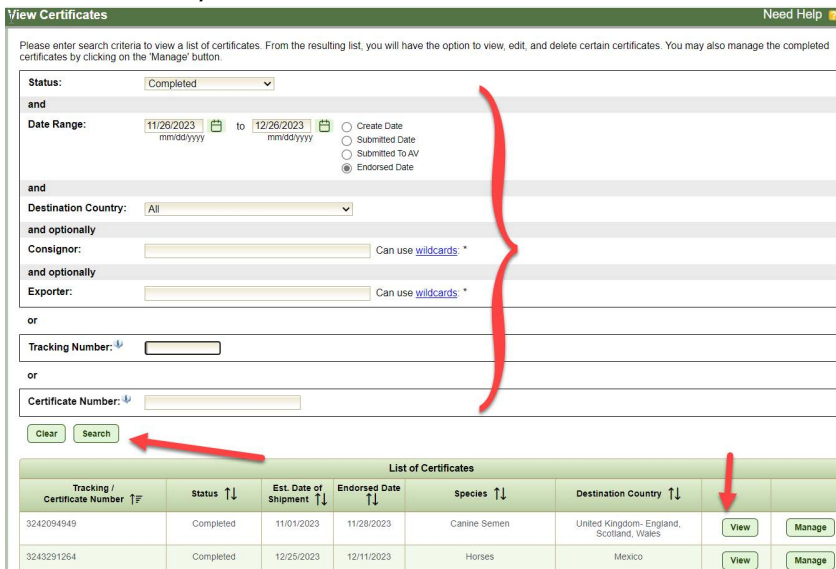 View Certificates
Need Help
Please enter search criteria to view a list of certificates. From the resulting list, you will have the option to view, edit, and delete certain certificates. You may also manage the completed
certificates by clicking on the 'Manage' button.
Status: Completed
and
Date Range: 11/26/2023 to 12/26/2023 Create Date
mm/dd/yyyy mm/dd/yyyy Submitted Date
Submitted To AV
Endorsed Date
and
Destination Country: All
and optionally
Consignor: Can use wildcards: *
and optionally
Exporter: Can use wildcards: *
or
Tracking Number:
or
Certificate Number:
Clear Search
List of Certificates
Tracking / Certificate Number Status Est. Date of Shipment Endorsed Date Species Destination Country
3242094949 Completed 11/01/2023 11/28/2023 Canine Semen United Kingdom- England, Scotland, Wales View Manage
3243291264 Completed 12/25/2023 12/11/2023 Horses Mexico View Manage